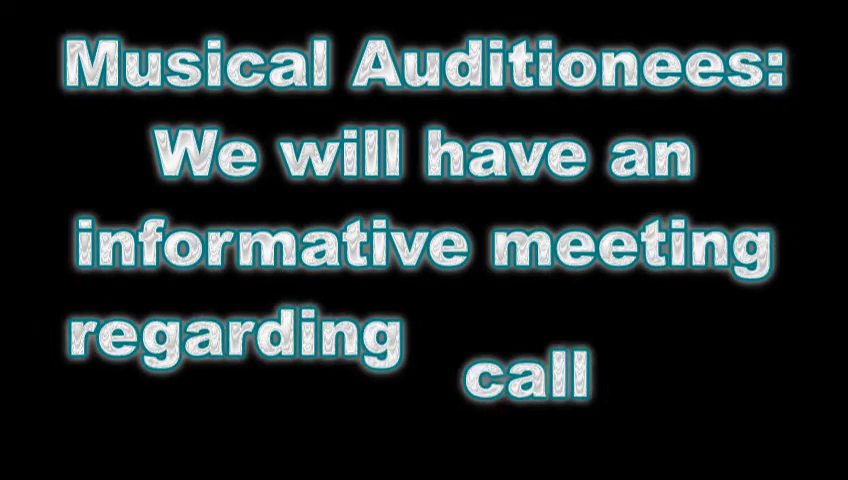 Musical Auditionees:
We will have an
informative meeting
regarding call